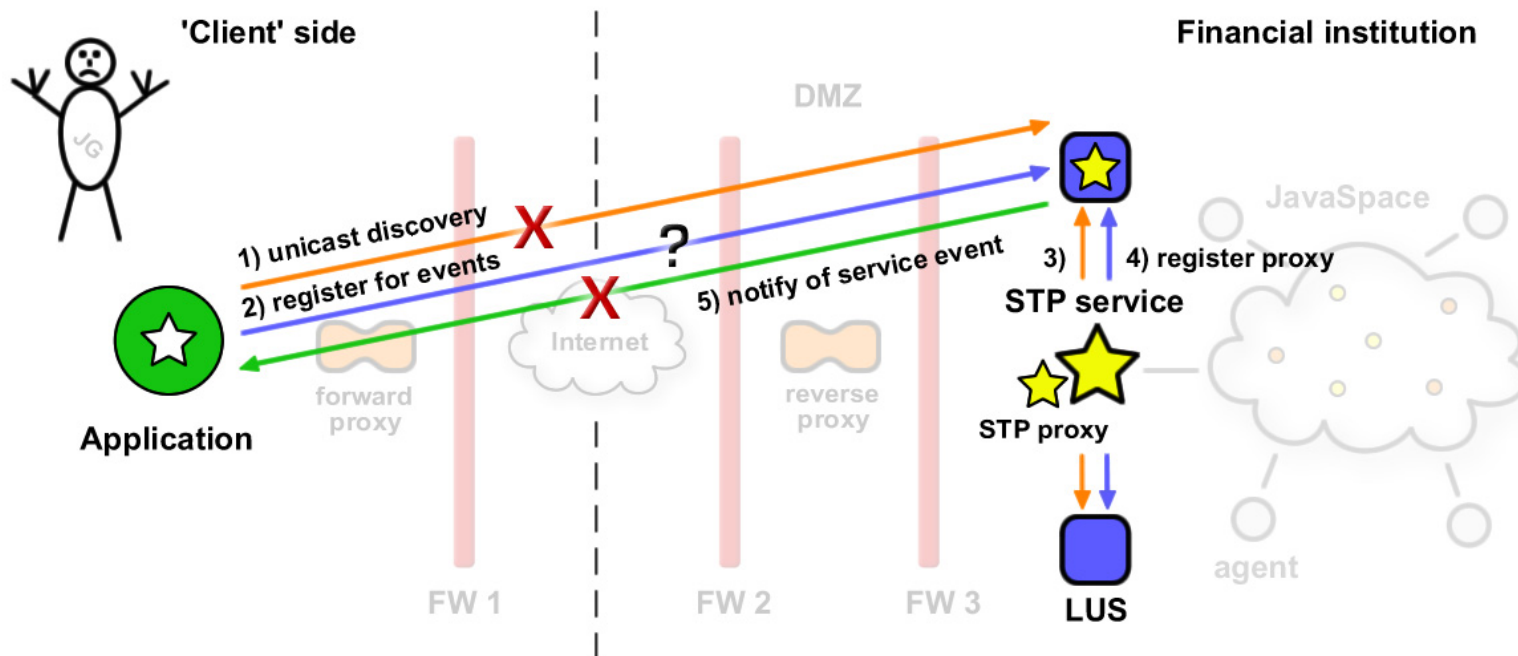 'Client' side
Financial institution
DMZ
JG
JavaSpace
1) unicast discovery
X
2) register for events
?
X
5) notify of service event
3)
4) register proxy
STP service
Internet
forward
proxy
reverse
proxy
Application
STP proxy
agent
FW 1
FW 2
FW 3
LUS